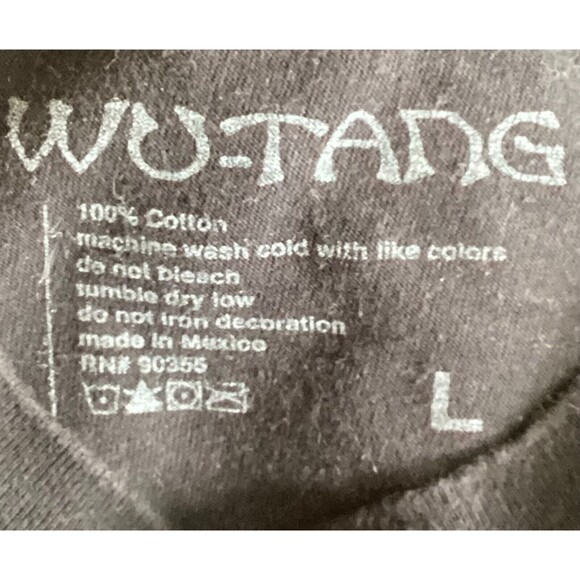 WU-TANG
100% Cotton
machine wash cold with like colors
do not bleach
tumble dry low
do not iron decoration
made in Mexico
RN# 90355
L